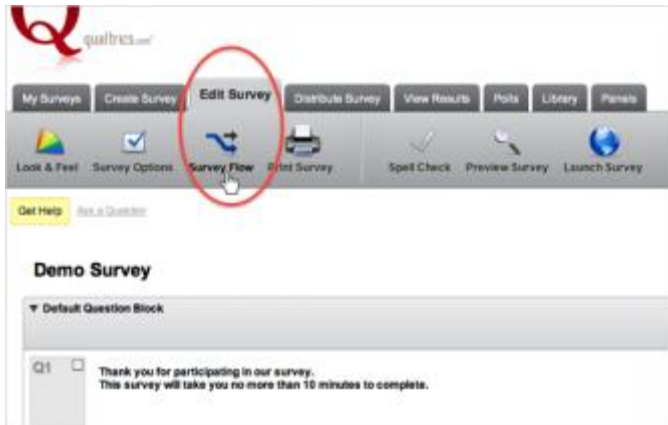 qualtrics.com
My Surveys Create Survey Edit Survey Distribute Survey View Results Polls Library Panels
Look & Feel Survey Options Survey Flow Print Survey Spell Check Preview Survey Launch Survey
Get Help Ask a Question
Demo Survey
Default Question Block
Q1
Thank you for participating in our survey.
This survey will take you no more than 10 minutes to complete.